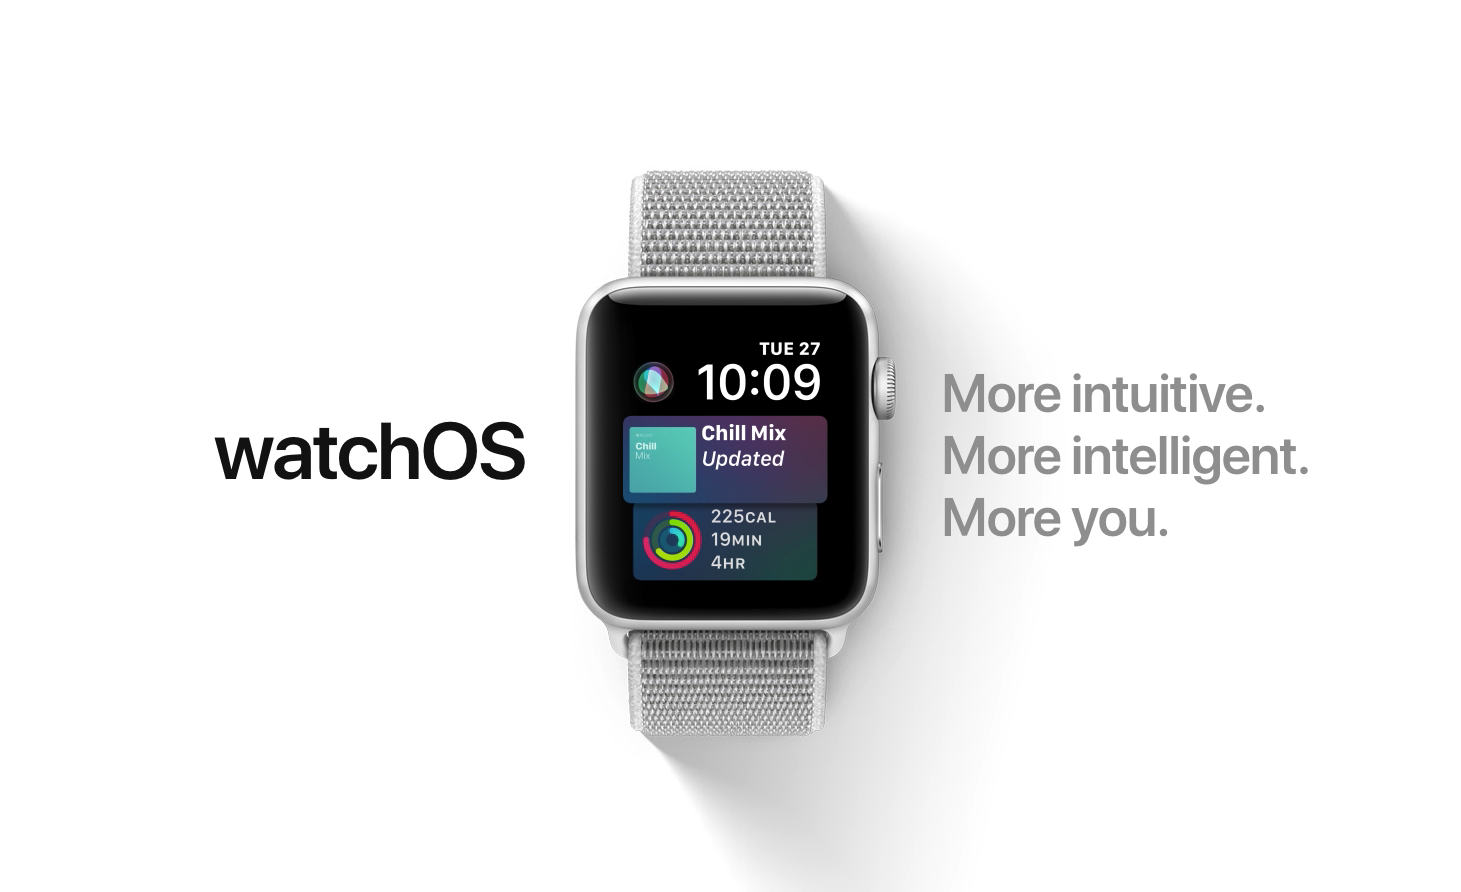 watchOS
TUE 27
10:09
Chill Mix
Updated
Chill
Mix
225CAL
19MIN
4HR
More intuitive.
More intelligent.
More you.